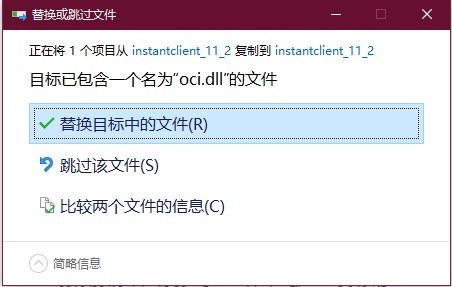 替换或跳过文件
正在将 1 个项目从 instantclient_11_2 复制到 instantclient_11_2
目标已包含一个名为“oci.dll”的文件
替换目标中的文件(R)
跳过该文件(S)
比较两个文件的信息(C)
简略信息